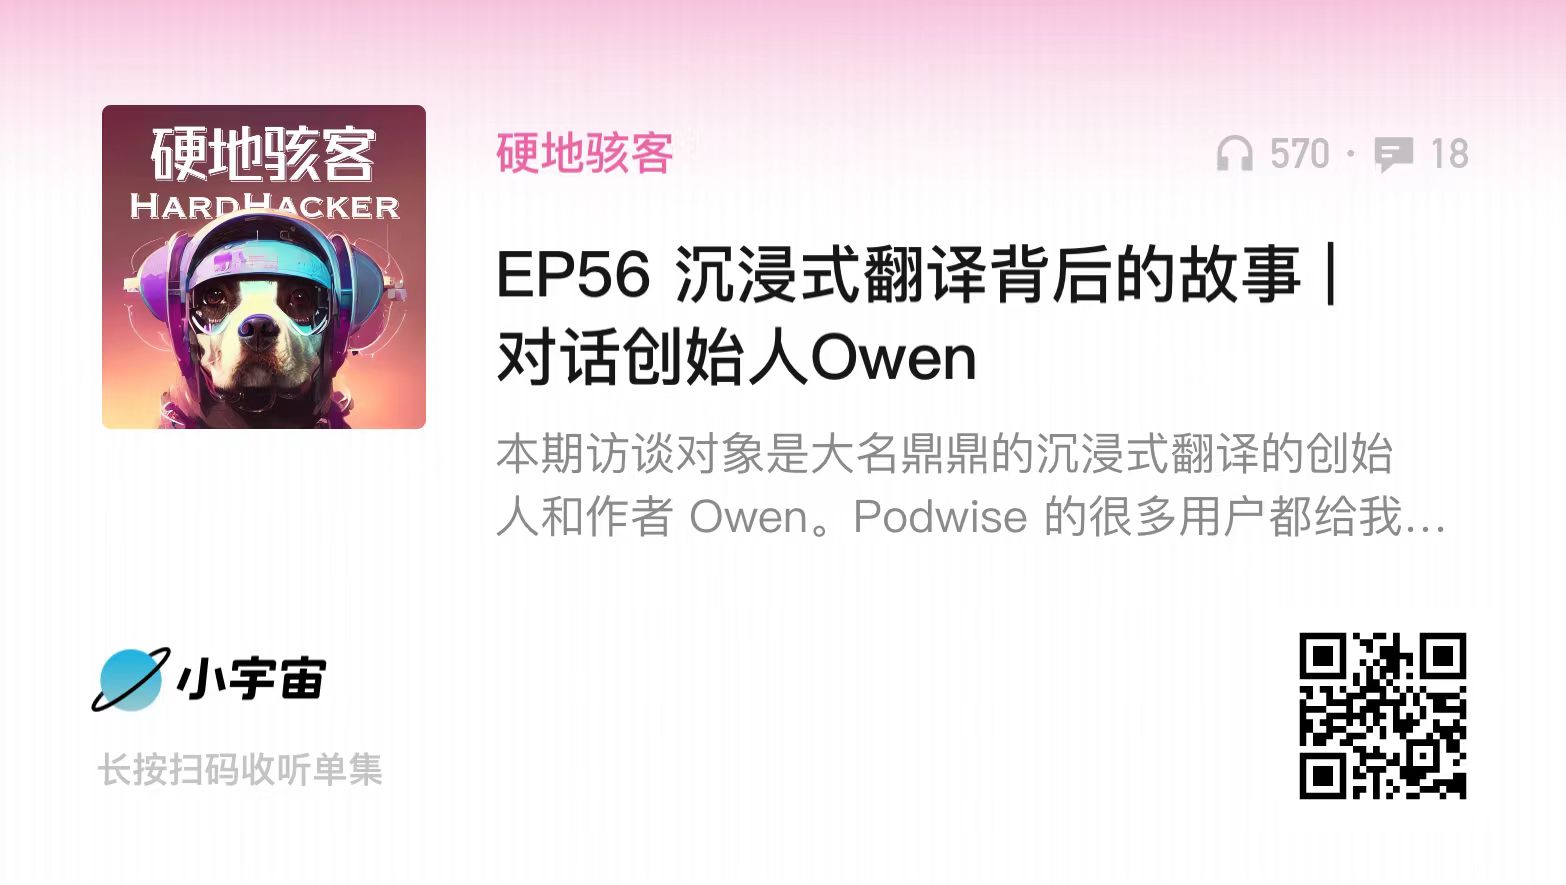 硬地骇客
HARDHACKER
硬地骇客
570 · 18
EP56 沉浸式翻译背后的故事 |
对话创始人Owen
本期访谈对象是大名鼎鼎的沉浸式翻译的创始
人和作者 Owen。Podwise 的很多用户都给我...
小宇宙
长按扫码收听单集